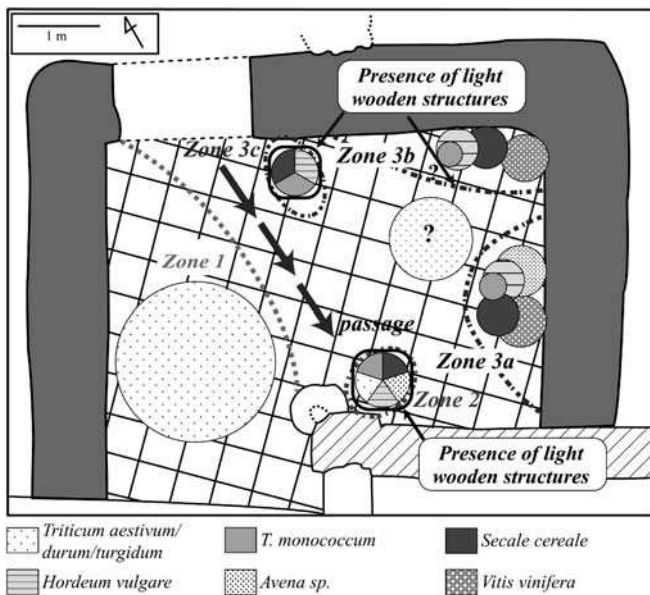 1 m
Presence of light
wooden structures
Zone 3c
Zone 3b
?
?
Zone 1
passage
Zone 3a
Zone 2
Presence of light
wooden structures
Triticum aestivum/
durum/turgidum
T. monococcum
Secale cereale
Hordeum vulgare
Avena sp.
Vitis vinifera